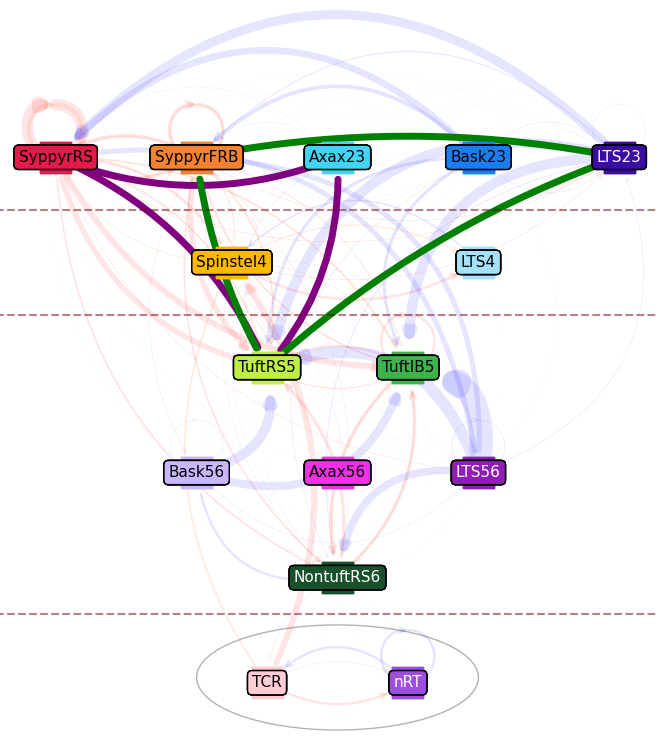 SyppyrRS SyppyrFRB Axax23 Bask23 LTS23
Spinstel4 LTS4
TuftRS5 TuftIB5
Bask56 Axax56 LTS56
NontuftRS6
TCR nRT